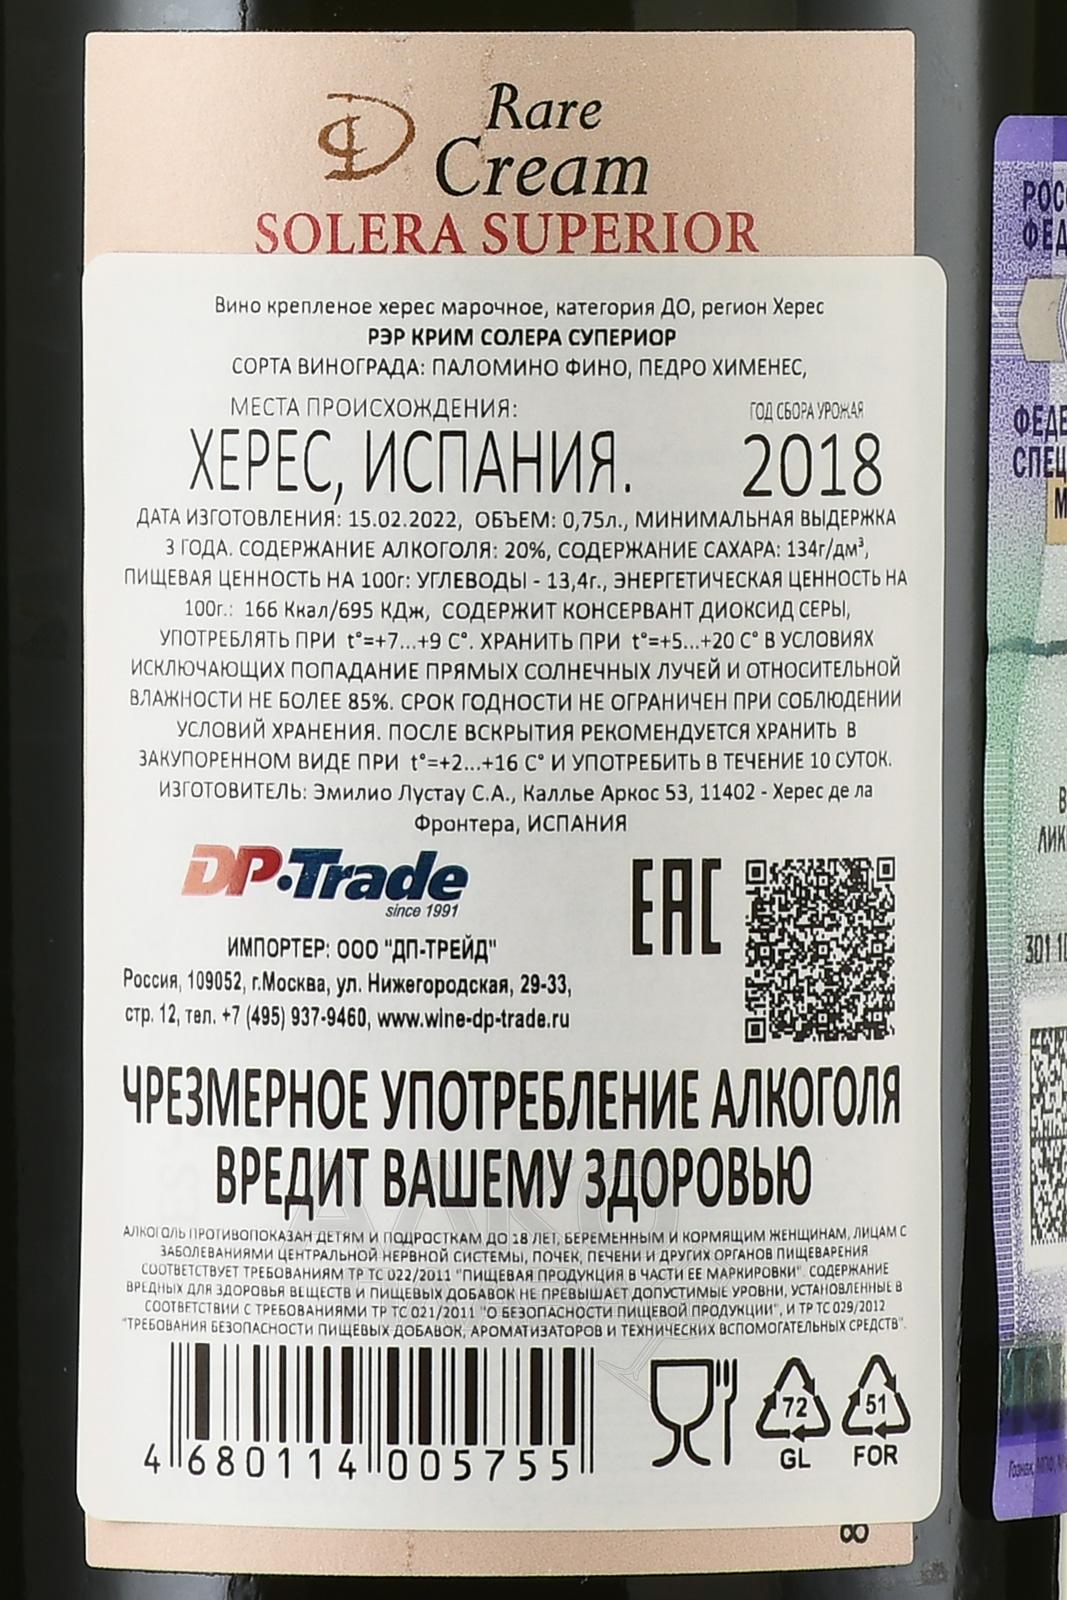 Rare
Cream
SOLERA SUPERIOR
Вино крепленое херес марочное, категория ДО, регион Херес
РЭР КРИМ СОЛЕРА СУПЕРИОР
СОРТА ВИНОГРАДА: ПАЛОМИНО ФИНО, ПЕДРО ХИМЕНЕС,
МЕСТА ПРОИСХОЖДЕНИЯ:
ГОД СБОРА УРОЖАЯ
ХЕРЕС, ИСПАНИЯ.
2018
ДАТА ИЗГОТОВЛЕНИЯ: 15.02.2022, ОБЪЕМ: 0,75л., МИНИМАЛЬНАЯ ВЫДЕРЖКА
3 ГОДА. СОДЕРЖАНИЕ АЛКОГОЛЯ: 20%, СОДЕРЖАНИЕ САХАРА: 134г/дм³,
ПИЩЕВАЯ ЦЕННОСТЬ НА 100г: УГЛЕВОДЫ - 13,4г., ЭНЕРГЕТИЧЕСКАЯ ЦЕННОСТЬ НА
100г.: 166 Ккал/695 КДж, СОДЕРЖИТ КОНСЕРВАНТ ДИОКСИД СЕРЫ,
УПОТРЕБЛЯТЬ ПРИ t°=+7...+9 С°. ХРАНИТЬ ПРИ t°=+5...+20 С° В УСЛОВИЯХ
ИСКЛЮЧАЮЩИХ ПОПАДАНИЕ ПРЯМЫХ СОЛНЕЧНЫХ ЛУЧЕЙ И ОТНОСИТЕЛЬНОЙ
ВЛАЖНОСТИ НЕ БОЛЕЕ 85%. СРОК ГОДНОСТИ НЕ ОГРАНИЧЕН ПРИ СОБЛЮДЕНИИ
УСЛОВИЙ ХРАНЕНИЯ. ПОСЛЕ ВСКРЫТИЯ РЕКОМЕНДУЕТСЯ ХРАНИТЬ В
ЗАКУПОРЕННОМ ВИДЕ ПРИ t°=+2...+16 С° И УПОТРЕБИТЬ В ТЕЧЕНИЕ 10 СУТОК.
ИЗГОТОВИТЕЛЬ: Эмилио Лустау С.А., Каллье Аркос 53, 11402 - Херес де ла
Фронтера, ИСПАНИЯ
DP·Trade
since 1991
ЕАС
ИМПОРТЕР: ООО "ДП-ТРЕЙД"
Россия, 109052, г.Москва, ул. Нижегородская, 29-33,
стр. 12, тел. +7 (495) 937-9460, www.wine-dp-trade.ru
ЧРЕЗМЕРНОЕ УПОТРЕБЛЕНИЕ АЛКОГОЛЯ
ВРЕДИТ ВАШЕМУ ЗДОРОВЬЮ
АЛКОГОЛЬ ПРОТИВОПОКАЗАН ДЕТЯМ И ПОДРОСТКАМ ДО 18 ЛЕТ, БЕРЕМЕННЫМ И КОРМЯЩИМ ЖЕНЩИНАМ, ЛИЦАМ С
ЗАБОЛЕВАНИЯМИ ЦЕНТРАЛЬНОЙ НЕРВНОЙ СИСТЕМЫ, ПОЧЕК, ПЕЧЕНИ И ДРУГИХ ОРГАНОВ ПИЩЕВАРЕНИЯ
СООТВЕТСТВУЕТ ТРЕБОВАНИЯМ ТР ТС 022/2011 "ПИЩЕВАЯ ПРОДУКЦИЯ В ЧАСТИ ЕЕ МАРКИРОВКИ". СОДЕРЖАНИЕ
ВРЕДНЫХ ДЛЯ ЗДОРОВЬЯ ВЕЩЕСТВ И ПИЩЕВЫХ ДОБАВОК НЕ ПРЕВЫШАЕТ ДОПУСТИМЫЕ УРОВНИ, УСТАНОВЛЕННЫЕ В
СООТВЕТСТВИИ С ТРЕБОВАНИЯМИ ТР ТС 021/2011 "О БЕЗОПАСНОСТИ ПИЩЕВОЙ ПРОДУКЦИИ", И ТР ТС 029/2012
"ТРЕБОВАНИЯ БЕЗОПАСНОСТИ ПИЩЕВЫХ ДОБАВОК, АРОМАТИЗАТОРОВ И ТЕХНИЧЕСКИХ ВСПОМОГАТЕЛЬНЫХ СРЕДСТВ".
4 680114 005755
72
GL
51
FOR
8
РОС
ФЕД
ФЕДЕ
СПЕЦ
М
ЛИК
301 1